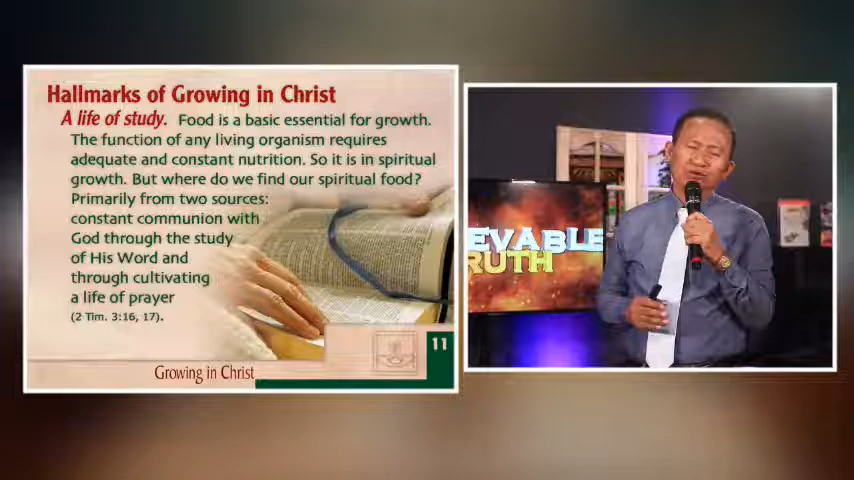 Hallmarks of Growing in Christ
A life of study. Food is a basic essential for growth.
The function of any living organism requires
adequate and constant nutrition. So it is in spiritual
growth. But where do we find our spiritual food?
Primarily from two sources:
constant communion with
God through the study
of His Word and
through cultivating
a life of prayer
(2 Tim. 3:16, 17).
11
Growing in Christ
EVABLE
RUTH